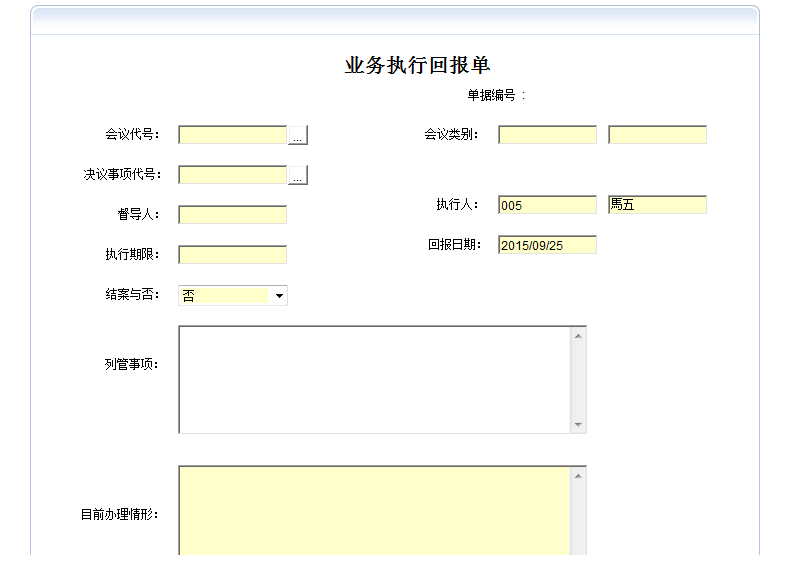 业务执行回报单
单据编号 :
会议代号: ... 会议类别:
决议事项代号: ...
执行人: 005 馬五
督导人:
回报日期: 2015/09/25
执行期限:
结案与否: 否
列管事项:
目前办理情形: